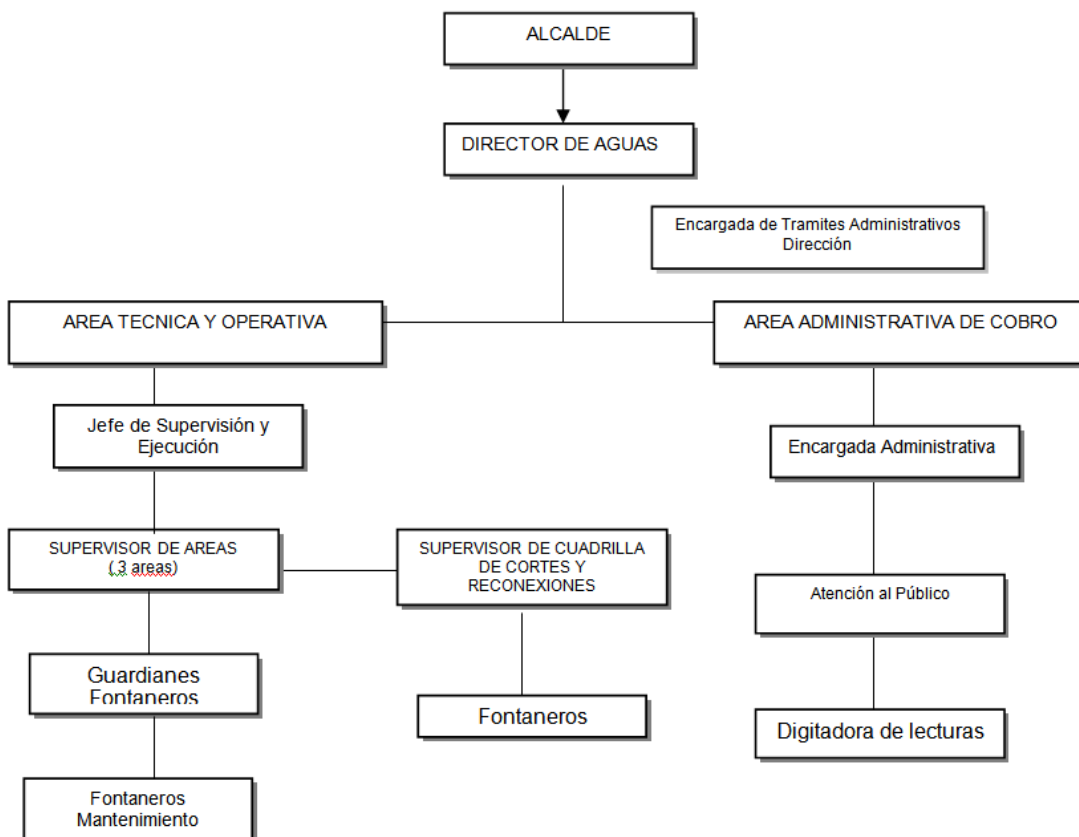 ALCALDE
DIRECTOR DE AGUAS
Encargada de Tramites Administrativos
Dirección
AREA TECNICA Y OPERATIVA
AREA ADMINISTRATIVA DE COBRO
Jefe de Supervisión y
Ejecución
Encargada Administrativa
SUPERVISOR DE AREAS
( 3 areas)
SUPERVISOR DE CUADRILLA
DE CORTES Y
RECONEXIONES
Atención al Público
Guardianes
Fontaneros
Fontaneros
Digitadora de lecturas
Fontaneros
Mantenimiento